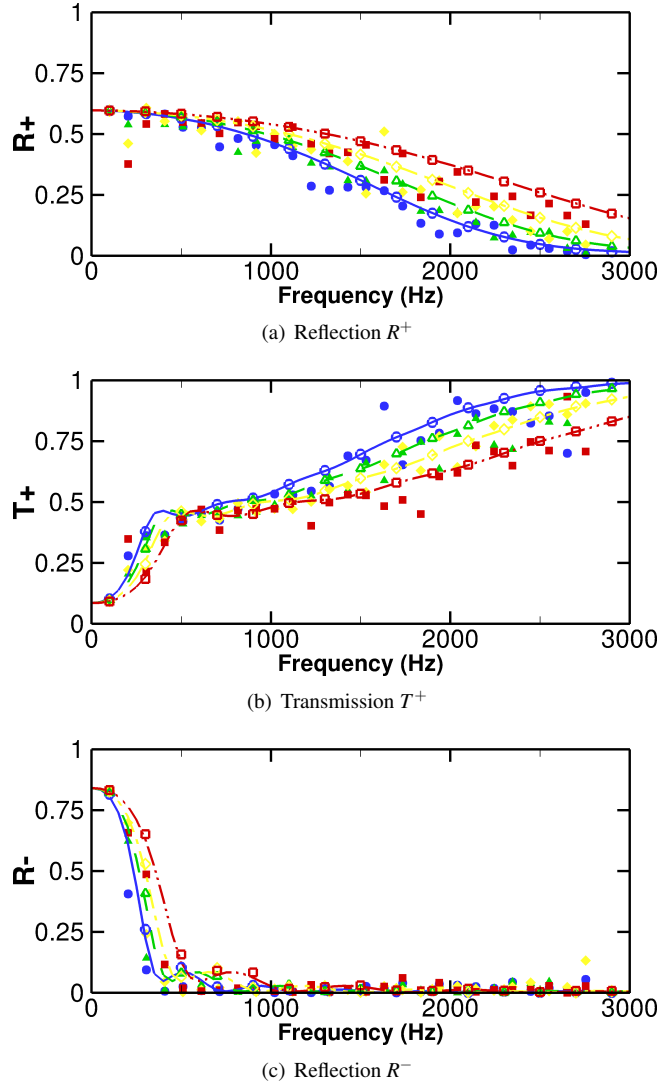 1
0.75
0.5
0.25
0
R+
0 1000 2000 3000
Frequency (Hz)
(a) Reflection R⁺
1
0.75
0.5
0.25
0
T+
0 1000 2000 3000
Frequency (Hz)
(b) Transmission T⁺
1
0.75
0.5
0.25
0
R-
0 1000 2000 3000
Frequency (Hz)
(c) Reflection R⁻